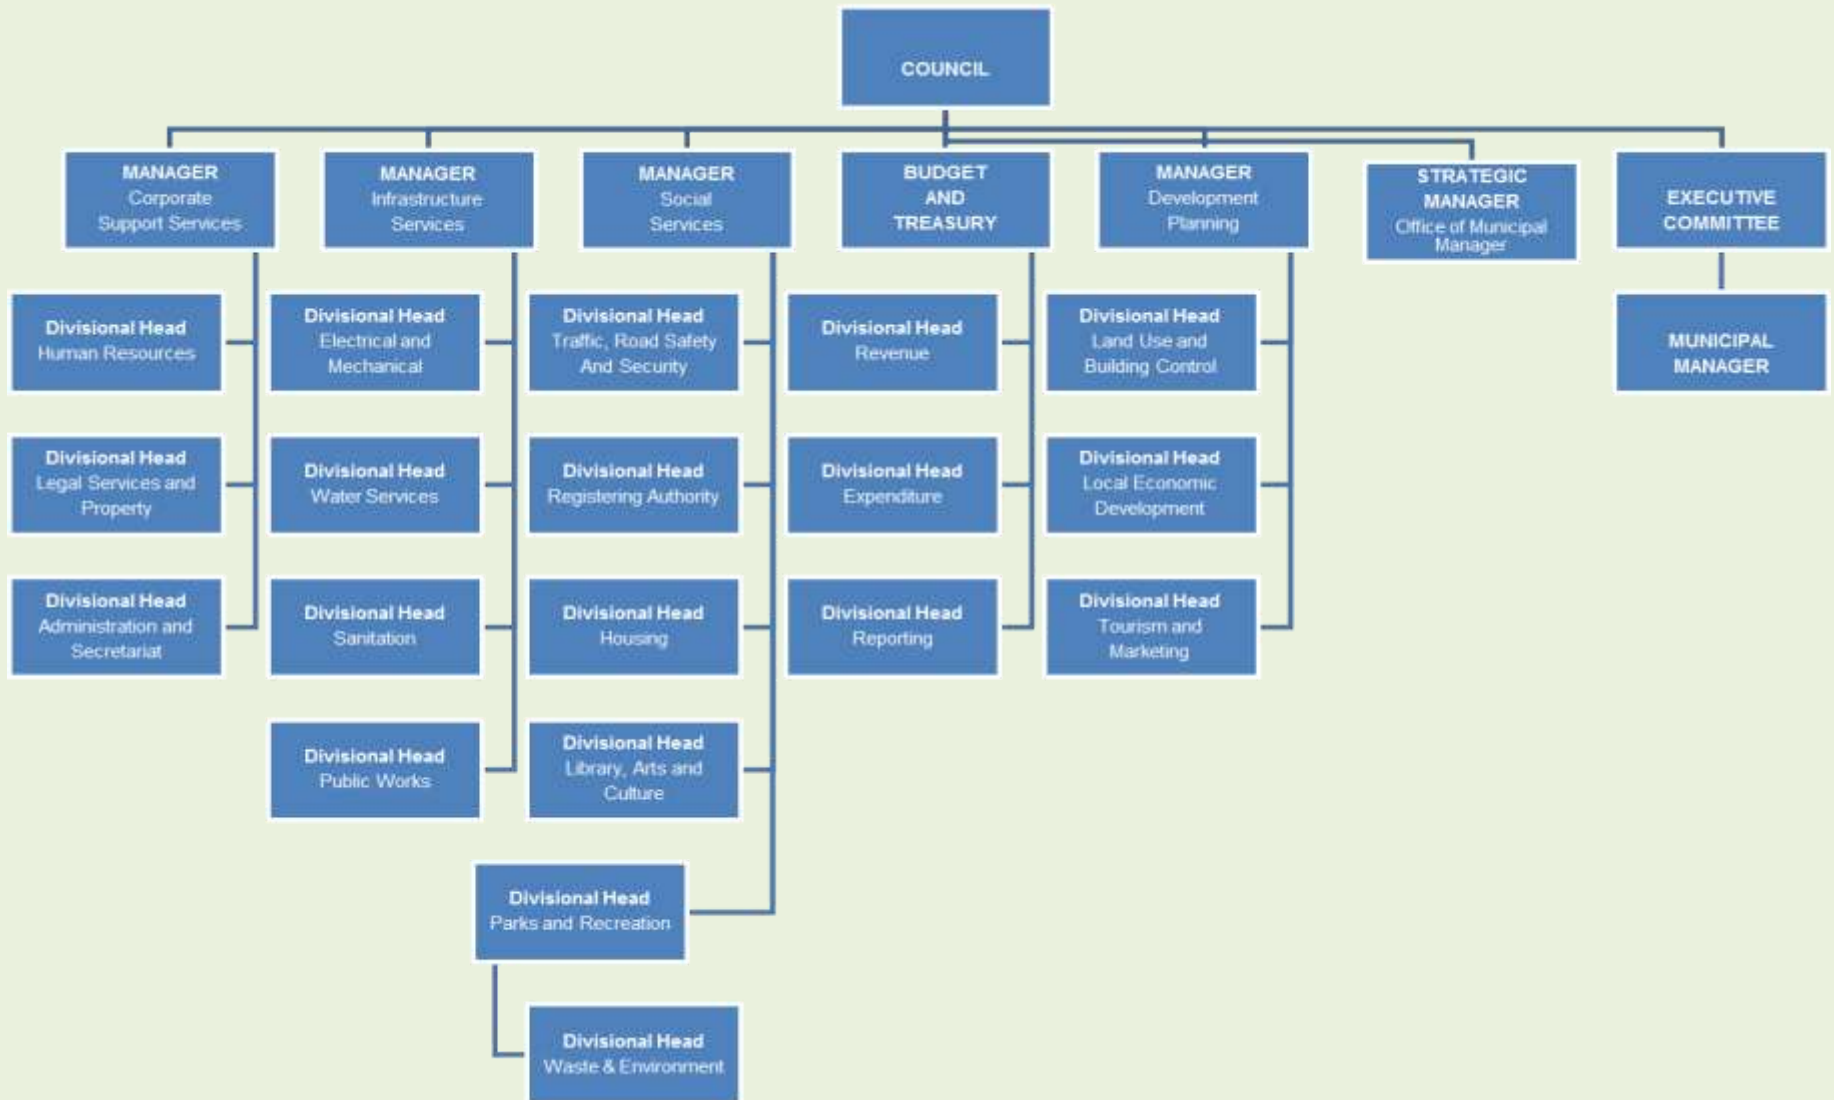 COUNCIL
MANAGER
Corporate
Support Services
MANAGER
Infrastructure
Services
MANAGER
Social
Services
BUDGET
AND
TREASURY
MANAGER
Development
Planning
STRATEGIC
MANAGER
Office of Municipal
Manager
EXECUTIVE
COMMITTEE
Divisional Head
Human Resources
Divisional Head
Electrical and
Mechanical
Divisional Head
Traffic, Road Safety
And Security
Divisional Head
Revenue
Divisional Head
Land Use and
Building Control
MUNICIPAL
MANAGER
Divisional Head
Legal Services and
Property
Divisional Head
Water Services
Divisional Head
Registering Authority
Divisional Head
Expenditure
Divisional Head
Local Economic
Development
Divisional Head
Administration and
Secretariat
Divisional Head
Sanitation
Divisional Head
Housing
Divisional Head
Reporting
Divisional Head
Tourism and
Marketing
Divisional Head
Public Works
Divisional Head
Library, Arts and
Culture
Divisional Head
Parks and Recreation
Divisional Head
Waste & Environment